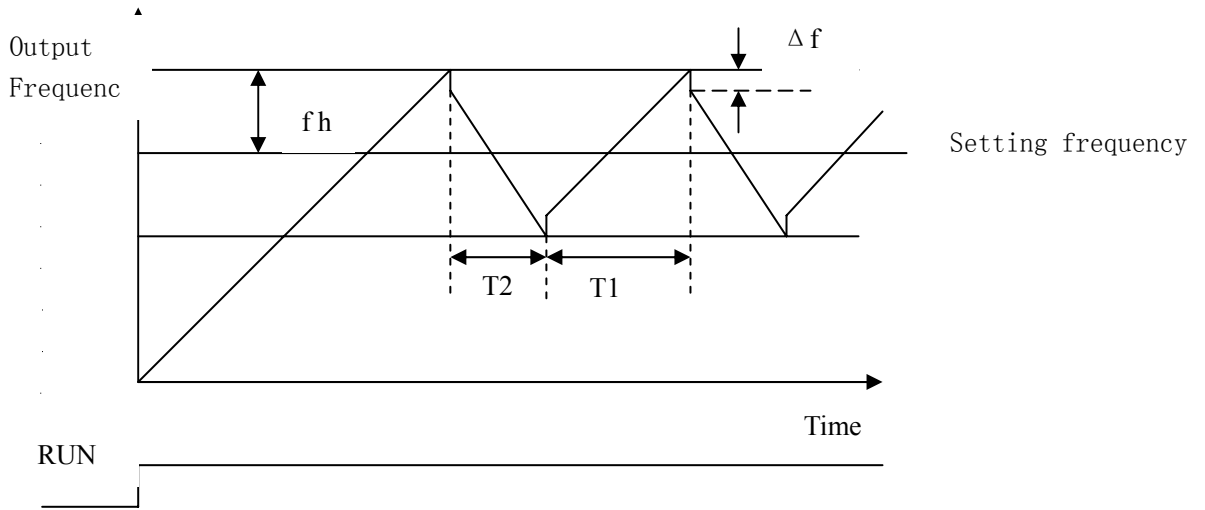 Output
Frequenc
Δf
fh
Setting frequency
T2
T1
Time
RUN